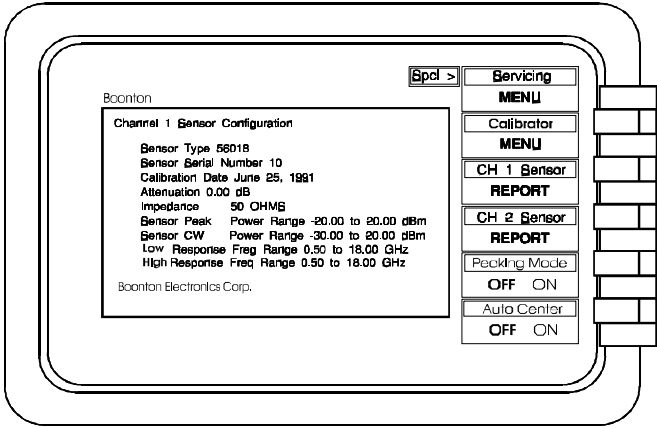 Spcl >
Servicing
MENU
Boonton
Calibrator
MENU
CH 1 Sensor
REPORT
CH 2 Sensor
REPORT
Peaking Mode
OFF ON
Auto Center
OFF ON
Channel 1 Sensor Configuration
Sensor Type 56018
Sensor Serial Number 10
Calibration Date June 25, 1991
Attenuation 0.00 dB
Impedance 50 OHMS
Sensor Peak Power Range -20.00 to 20.00 dBm
Sensor CW Power Range -30.00 to 20.00 dBm
Low Response Freg Range 0.50 to 18.00 GHz
High Response Freq Range 0.50 to 18.00 GHz
Boonton Electronics Corp.